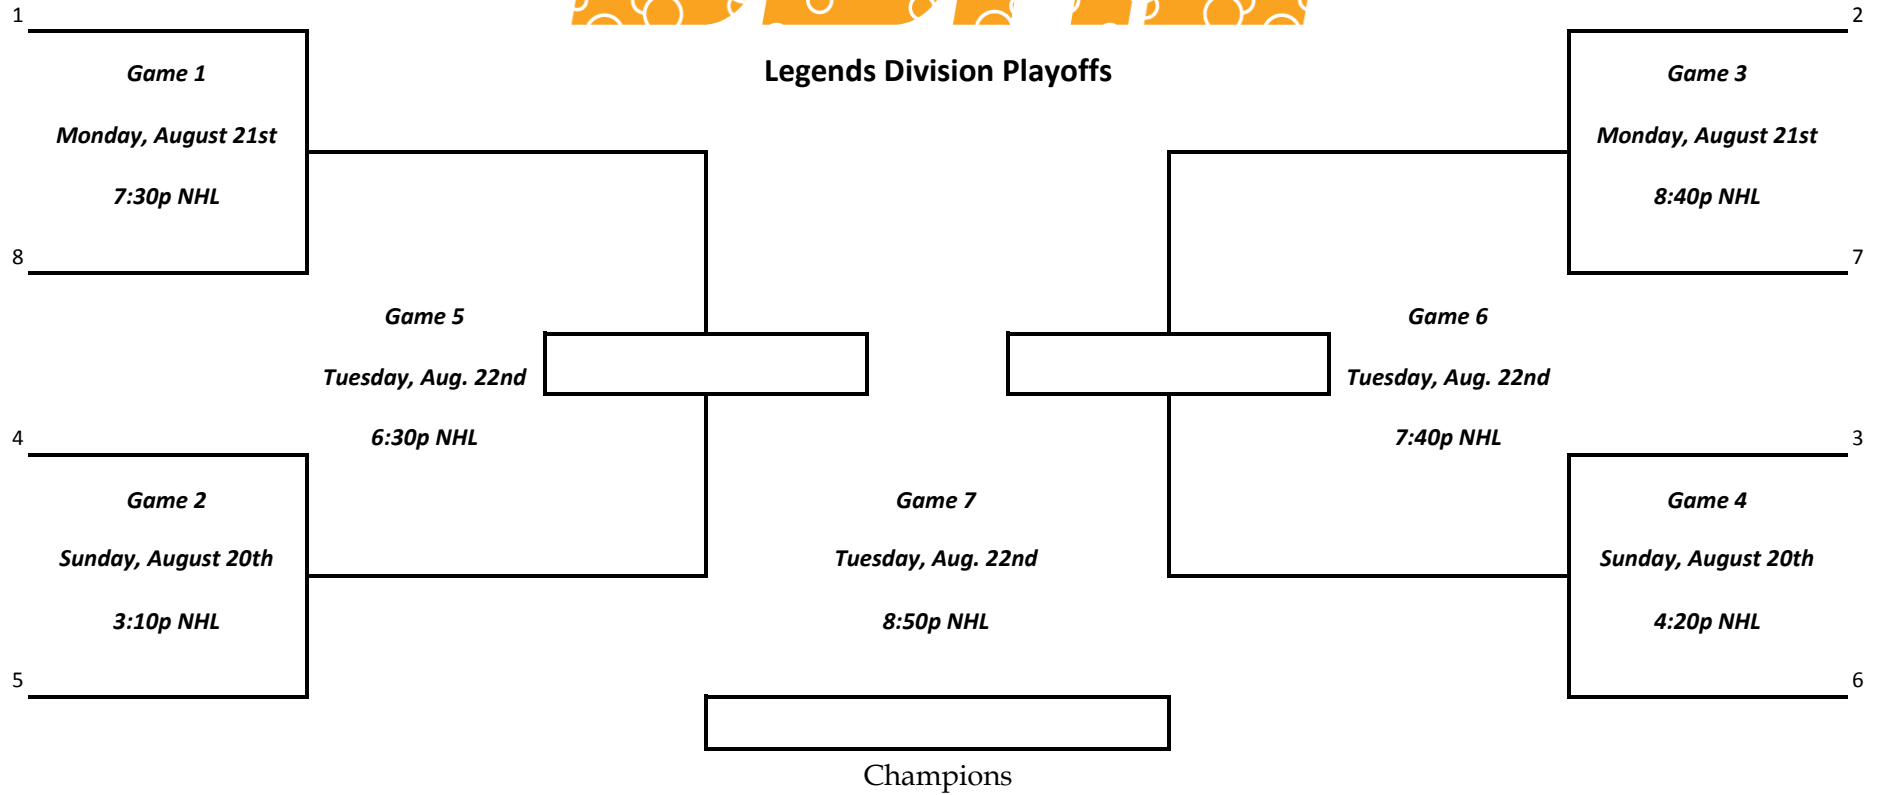 1
2
Legends Division Playoffs
Game 1
Monday, August 21st
7:30p NHL
8
Game 3
Monday, August 21st
8:40p NHL
7
Game 5
Tuesday, Aug. 22nd
6:30p NHL
Game 6
Tuesday, Aug. 22nd
7:40p NHL
4
3
Game 2
Sunday, August 20th
3:10p NHL
5
Game 7
Tuesday, Aug. 22nd
8:50p NHL
Game 4
Sunday, August 20th
4:20p NHL
6
Champions